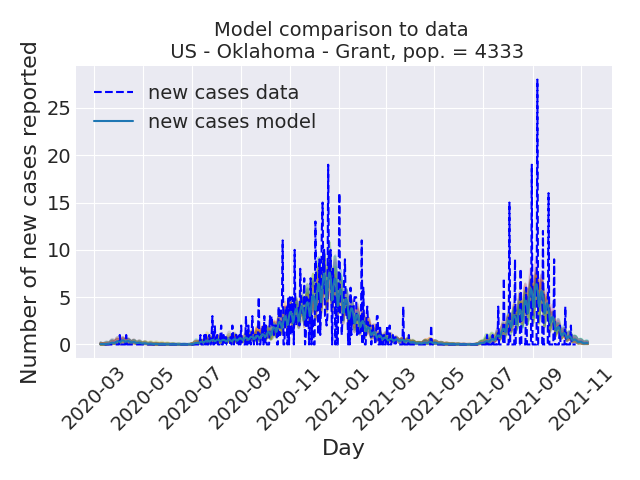 Model comparison to data
US - Oklahoma - Grant, pop. = 4333
Number of new cases reported
new cases data
new cases model
25
20
15
10
5
0
2020-03
2020-05
2020-07
2020-09
2020-11
2021-01
2021-03
2021-05
2021-07
2021-09
2021-11
Day